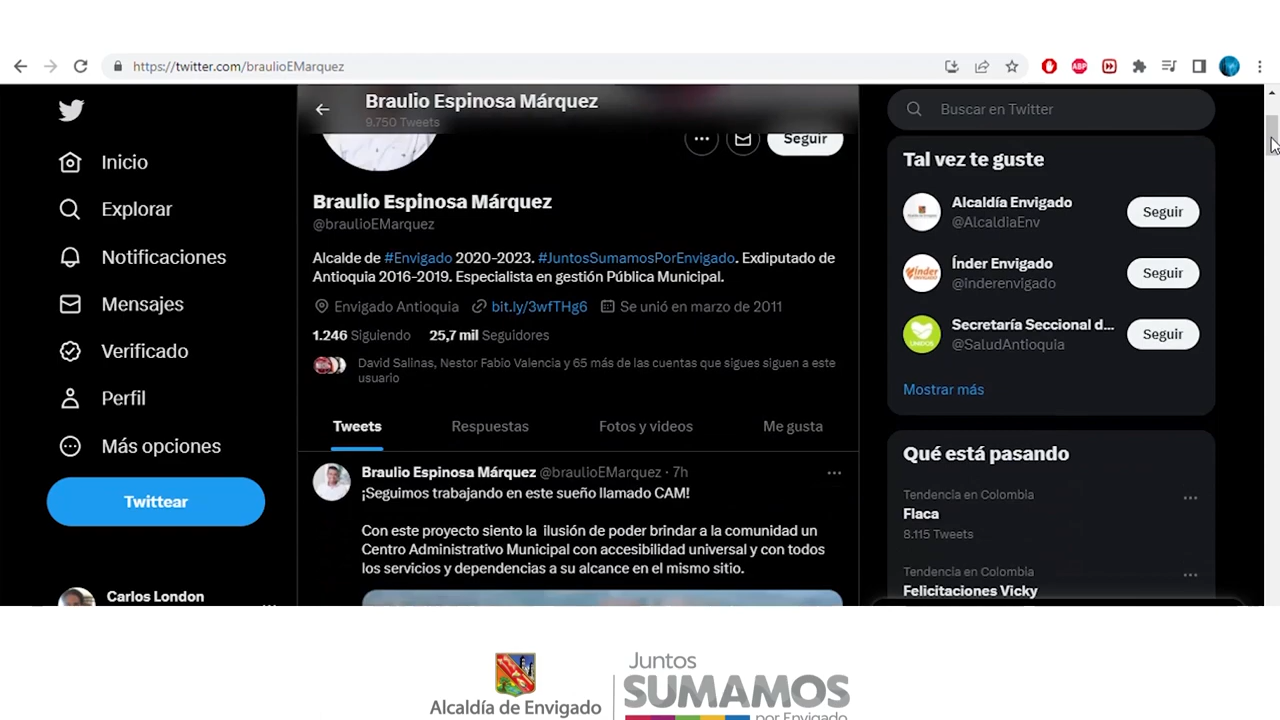 https://twitter.com/braulioEMarquez
ABP
Inicio
Explorar
Notificaciones
Mensajes
Verificado
Perfil
Más opciones
Twittear
Carlos London
Braulio Espinosa Márquez
9.750 Tweets
Seguir
Braulio Espinosa Márquez
@braulioEMarquez
Alcalde de #Envigado 2020-2023. #JuntosSumamosPorEnvigado. Exdiputado de
Antioquia 2016-2019. Especialista en gestión Pública Municipal.
Envigado Antioquia bit.ly/3wfTHg6 Se unió en marzo de 2011
1.246 Siguiendo 25,7 mil Seguidores
David Salinas, Nestor Fabio Valencia y 65 más de las cuentas que sigues siguen a este
usuario
Tweets Respuestas Fotos y videos Me gusta
Braulio Espinosa Márquez @braulioEMarquez · 7h
¡Seguimos trabajando en este sueño llamado CAM!
Con este proyecto siento la ilusión de poder brindar a la comunidad un
Centro Administrativo Municipal con accesibilidad universal y con todos
los servicios y dependencias a su alcance en el mismo sitio.
Buscar en Twitter
Tal vez te guste
Alcaldía Envigado
@AlcaldiaEnv
Seguir
Índer Envigado
@inderenvigado
Seguir
Secretaría Seccional d...
@SaludAntioquia
Seguir
Mostrar más
Qué está pasando
Tendencia en Colombia
Flaca
8.115 Tweets
Tendencia en Colombia
Felicitaciones Vicky
Alcaldía de Envigado
Juntos
SUMAMOS
por Envigado